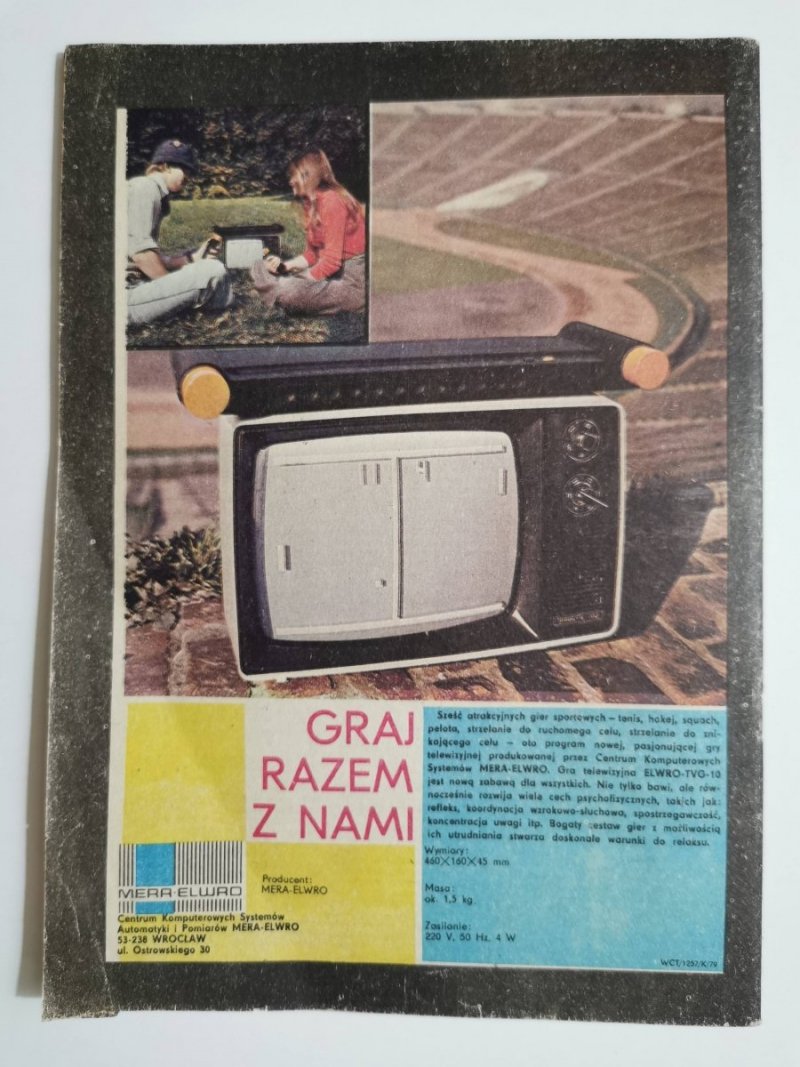 GRAJ
RAZEM
Z NAMI
Sześć atrakcyjnych gier sportowych – tenis, hokej, squach,
pelota, strzelanie do ruchomego celu, strzelanie do zni-
kającego celu – oto program nowej, pasjonującej gry
telewizyjnej produkowanej przez Centrum Komputerowych
Systemów MERA-ELWRO. Gra telewizyjna ELWRO-TVG-10
jest nową zabawą dla wszystkich. Nie tylko bawi, ale rów-
nocześnie rozwija wiele cech psychofizycznych, takich jak:
refleks, koordynacja wzrokowo-słuchowa, spostrzegawczość,
koncentracja uwagi itp. Bogaty zestaw gier z możliwością
ich utrudniania stwarza doskonałe warunki do relaksu.
Wymiary:
460×160×45 mm
Masa:
ok. 1,5 kg
Zasilanie:
220 V, 50 Hz, 4 W
WCT/1257/K/79
Producent:
MERA-ELWRO
MERA-ELWRO
Centrum Komputerowych Systemów
Automatyki i Pomiarów MERA-ELWRO
53-238 WROCŁAW
ul. Ostrowskiego 30